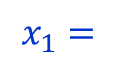 x₁ =